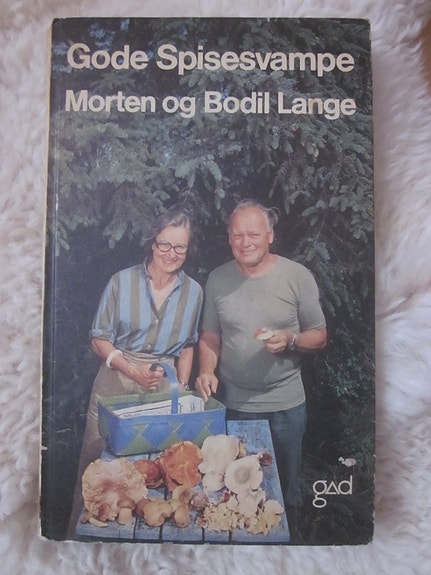 Gode Spisesvampe
Morten og Bodil Lange
gad